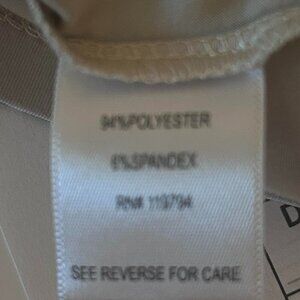 94%POLYESTER
6%SPANDEX
RN# 119794
SEE REVERSE FOR CARE
D